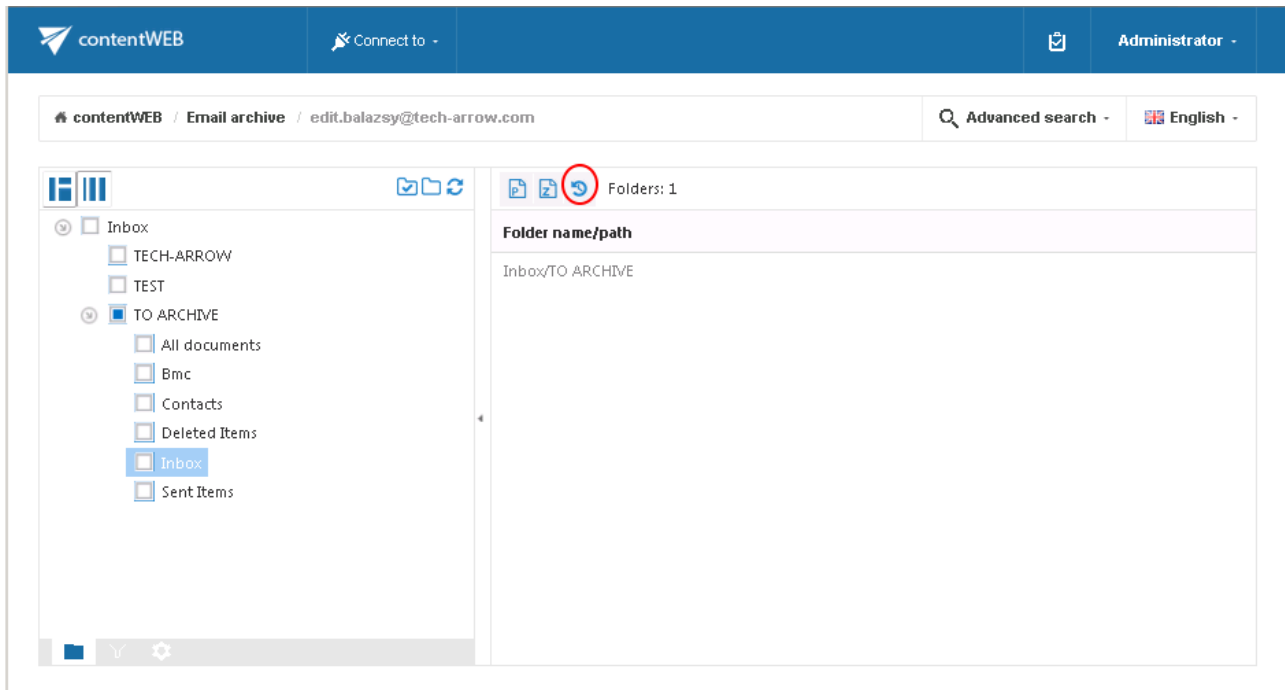 contentWEB Connect to Administrator
contentWEB / Email archive / edit.balazsy@tech-arrow.com Advanced search English
P Z Folders: 1
Inbox
Folder name/path
TECH-ARROW
Inbox/TO ARCHIVE
TEST
TO ARCHIVE
All documents
Bmc
Contacts
Deleted Items
Inbox
Sent Items